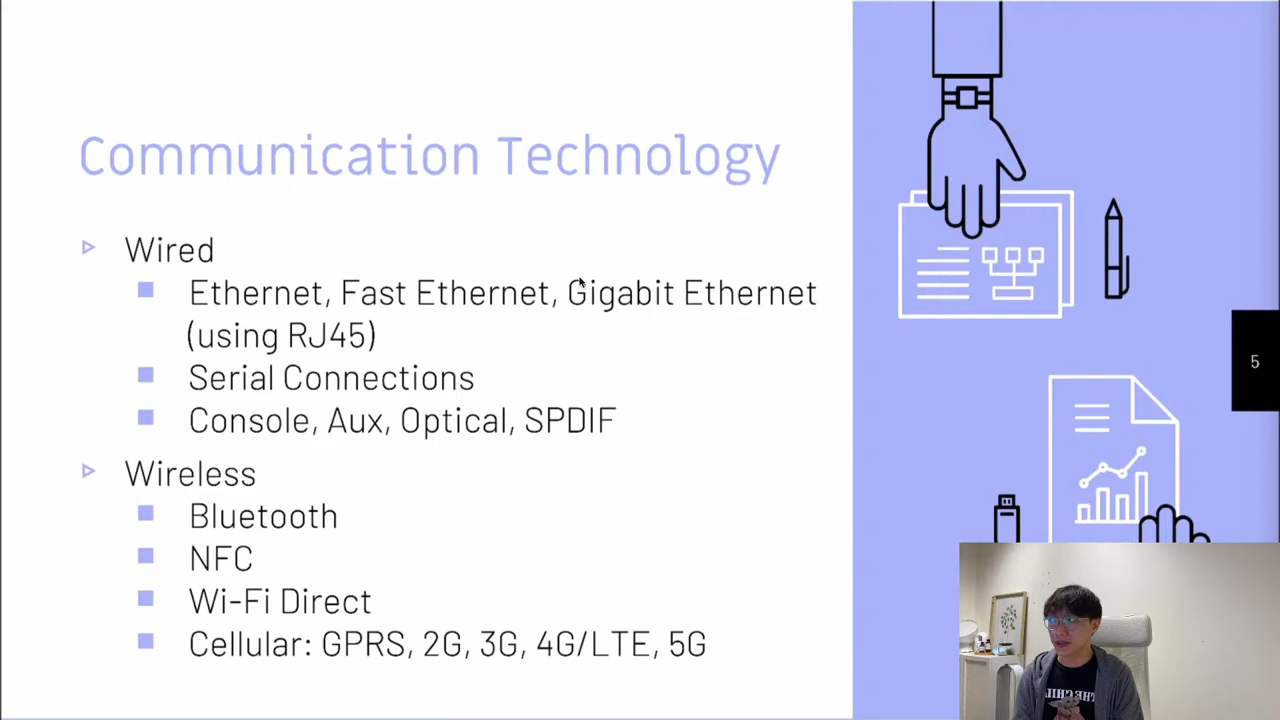 Communication Technology
Wired
Ethernet, Fast Ethernet, Gigabit Ethernet
(using RJ45)
Serial Connections
Console, Aux, Optical, SPDIF
Wireless
Bluetooth
NFC
Wi-Fi Direct
Cellular: GPRS, 2G, 3G, 4G/LTE, 5G
5